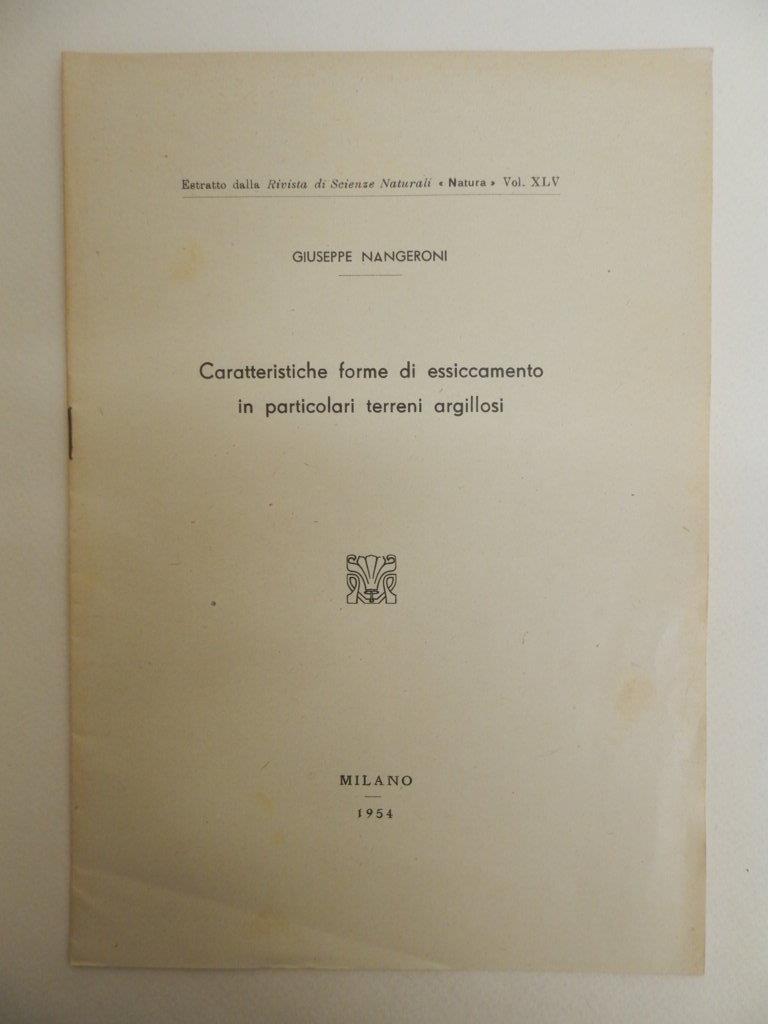 Estratto dalla Rivista di Scienze Naturali « Natura » Vol. XLV
GIUSEPPE NANGERONI
Caratteristiche forme di essiccamento
in particolari terreni argillosi
MILANO
1954